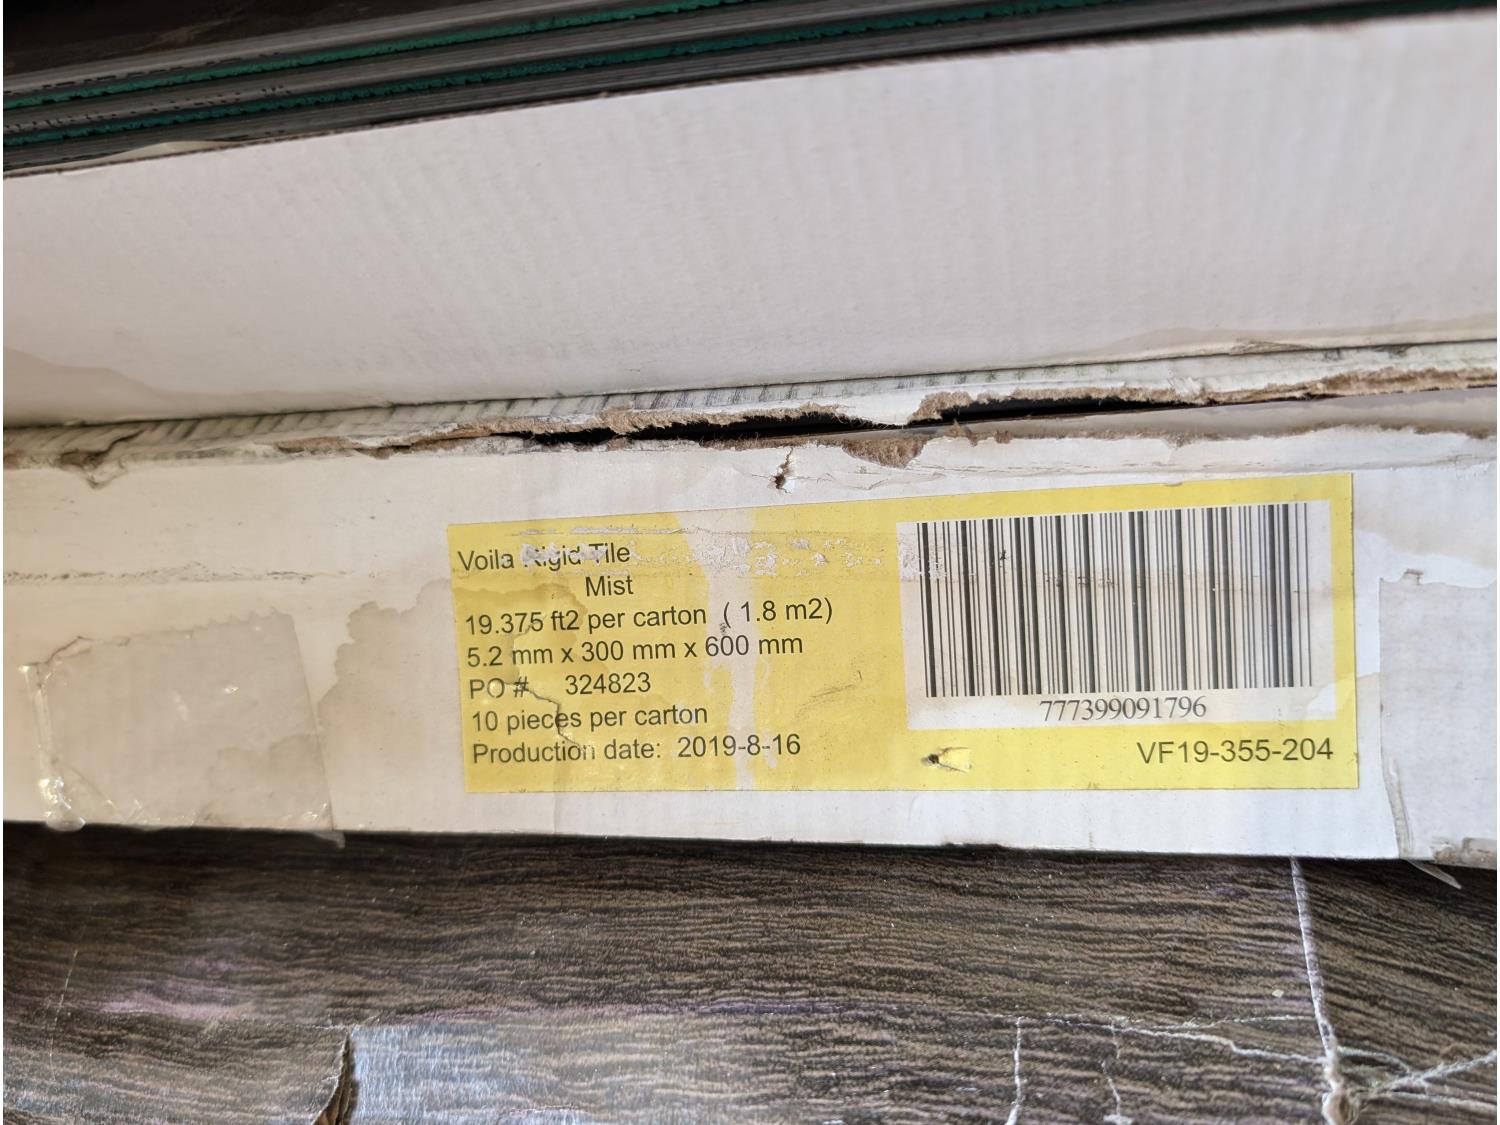 Voila Rigid Tile
Mist
19.375 ft2 per carton ( 1.8 m2)
5.2 mm x 300 mm x 600 mm
PO # 324823
10 pieces per carton
Production date: 2019-8-16
777399091796
VF19-355-204